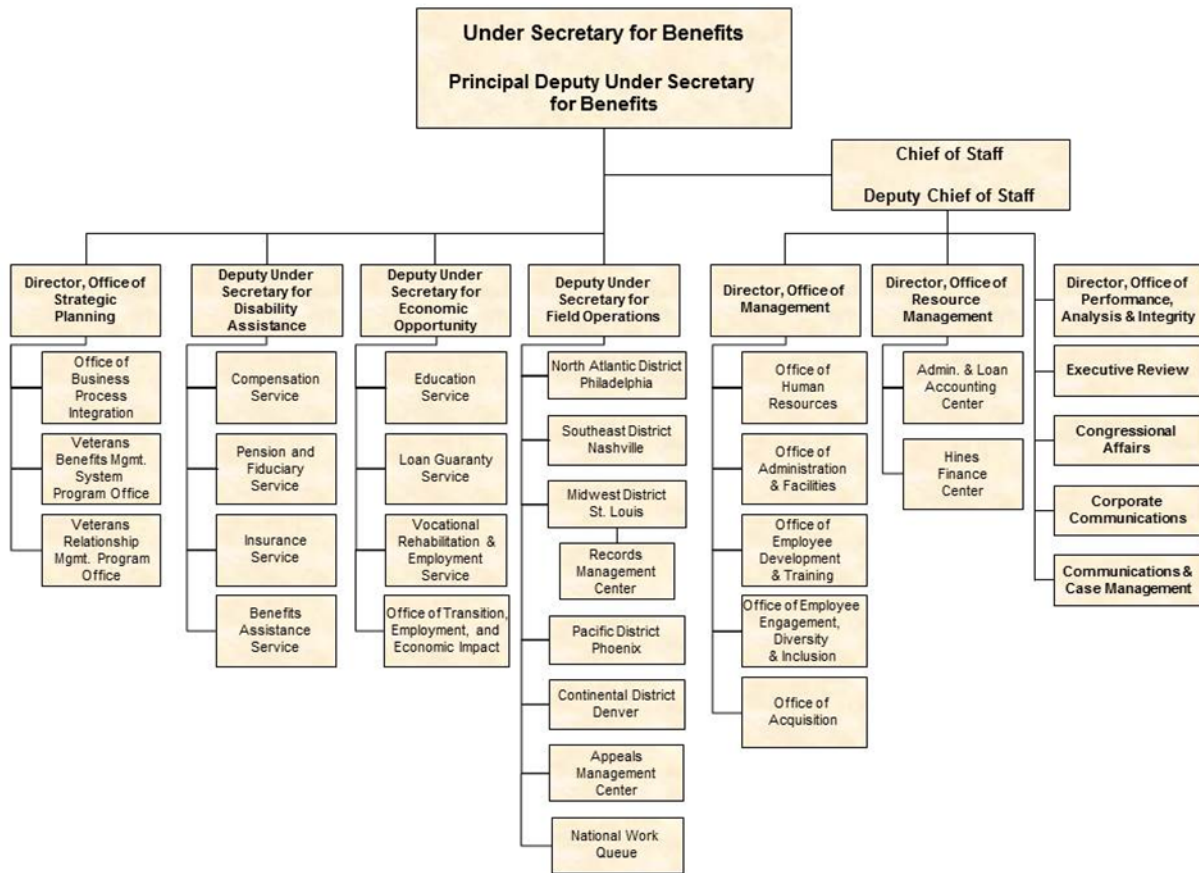 Under Secretary for Benefits
Principal Deputy Under Secretary
for Benefits
Chief of Staff
Deputy Chief of Staff
Director, Office of
Strategic
Planning
Deputy Under
Secretary for
Disability
Assistance
Deputy Under
Secretary for
Economic
Opportunity
Deputy Under
Secretary for
Field Operations
Director, Office of
Management
Director, Office of
Resource
Management
Director, Office of
Performance,
Analysis & Integrity
Office of
Business
Process
Integration
Veterans
Benefits Mgmt.
System
Program Office
Veterans
Relationship
Mgmt. Program
Office
Compensation
Service
Pension and
Fiduciary
Service
Insurance
Service
Benefits
Assistance
Service
Education
Service
Loan Guaranty
Service
Vocational
Rehabilitation &
Employment
Service
Office of Transition,
Employment, and
Economic Impact
North Atlantic District
Philadelphia
Southeast District
Nashville
Midwest District
St. Louis
Records
Management
Center
Pacific District
Phoenix
Continental District
Denver
Appeals
Management
Center
National Work
Queue
Office of
Human
Resources
Office of
Administration
& Facilities
Office of
Employee
Development
& Training
Office of Employee
Engagement,
Diversity
& Inclusion
Office of
Acquisition
Admin. & Loan
Accounting
Center
Hines
Finance
Center
Executive Review
Congressional
Affairs
Corporate
Communications
Communications &
Case Management